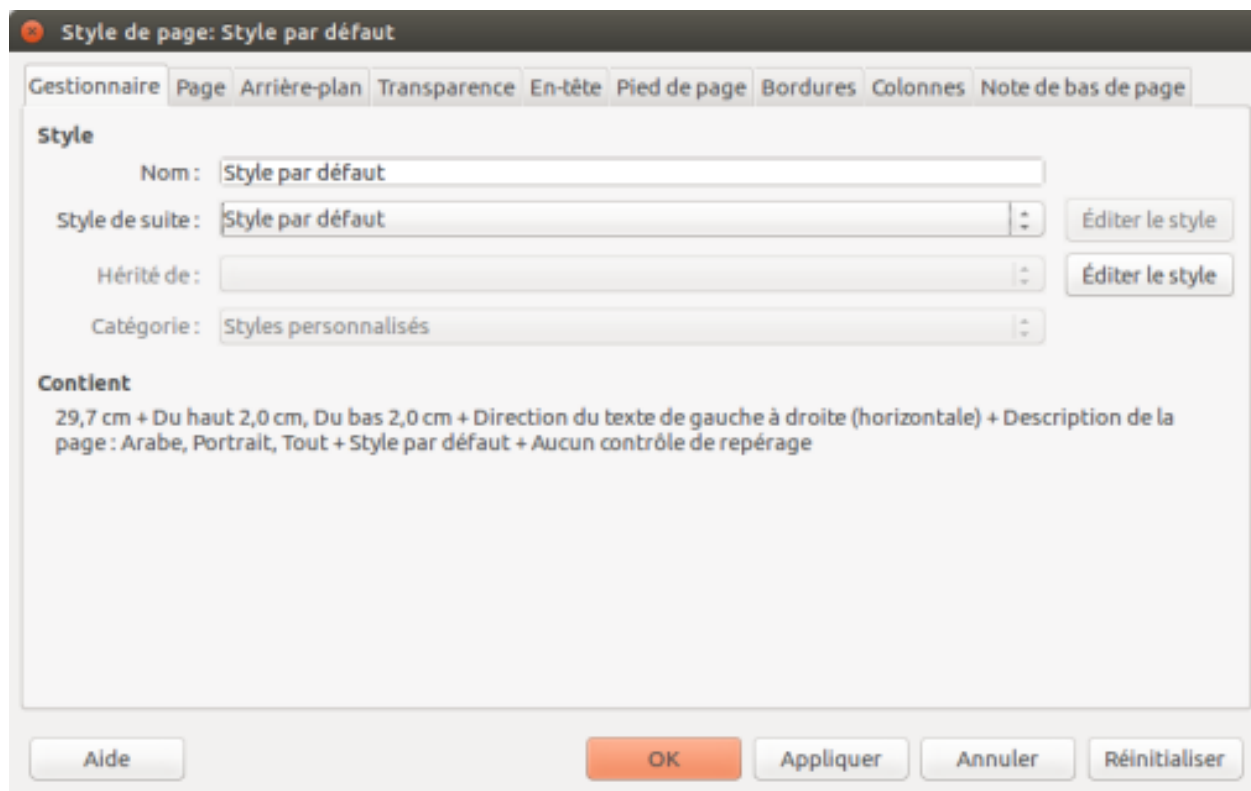 Style de page: Style par défaut
Gestionnaire Page Arrière-plan Transparence En-tête Pied de page Bordures Colonnes Note de bas de page
Style
Nom : Style par défaut
Style de suite : Style par défaut Éditer le style
Hérité de : Éditer le style
Catégorie : Styles personnalisés
Contient
29,7 cm + Du haut 2,0 cm, Du bas 2,0 cm + Direction du texte de gauche à droite (horizontale) + Description de la
page : Arabe, Portrait, Tout + Style par défaut + Aucun contrôle de repérage
Aide OK Appliquer Annuler Réinitialiser